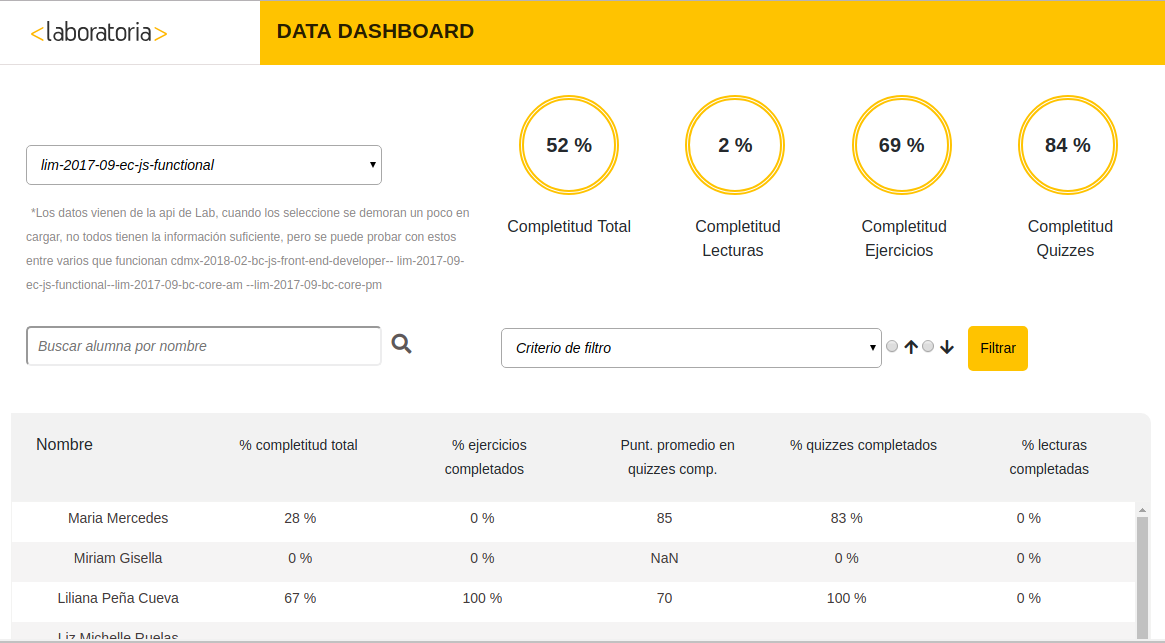 <laboratoria>
DATA DASHBOARD
52 %
2 %
69 %
84 %
Completitud Total
Completitud
Lecturas
Completitud
Ejercicios
Completitud
Quizzes
lim-2017-09-ec-js-functional
*Los datos vienen de la api de Lab, cuando los seleccione se demoran un poco en
cargar, no todos tienen la información suficiente, pero se puede probar con estos
entre varios que funcionan cdmx-2018-02-bc-js-front-end-developer-- lim-2017-09-
ec-js-functional--lim-2017-09-bc-core-am --lim-2017-09-bc-core-pm
Buscar alumna por nombre
Criterio de filtro
Filtrar
Nombre
% completitud total
% ejercicios
completados
Punt. promedio en
quizzes comp.
% quizzes completados
% lecturas
completadas
Maria Mercedes 28 % 0 % 85 83 % 0 %
Miriam Gisella 0 % 0 % NaN 0 % 0 %
Liliana Peña Cueva 67 % 100 % 70 100 % 0 %
Liz Michelle Ruelas